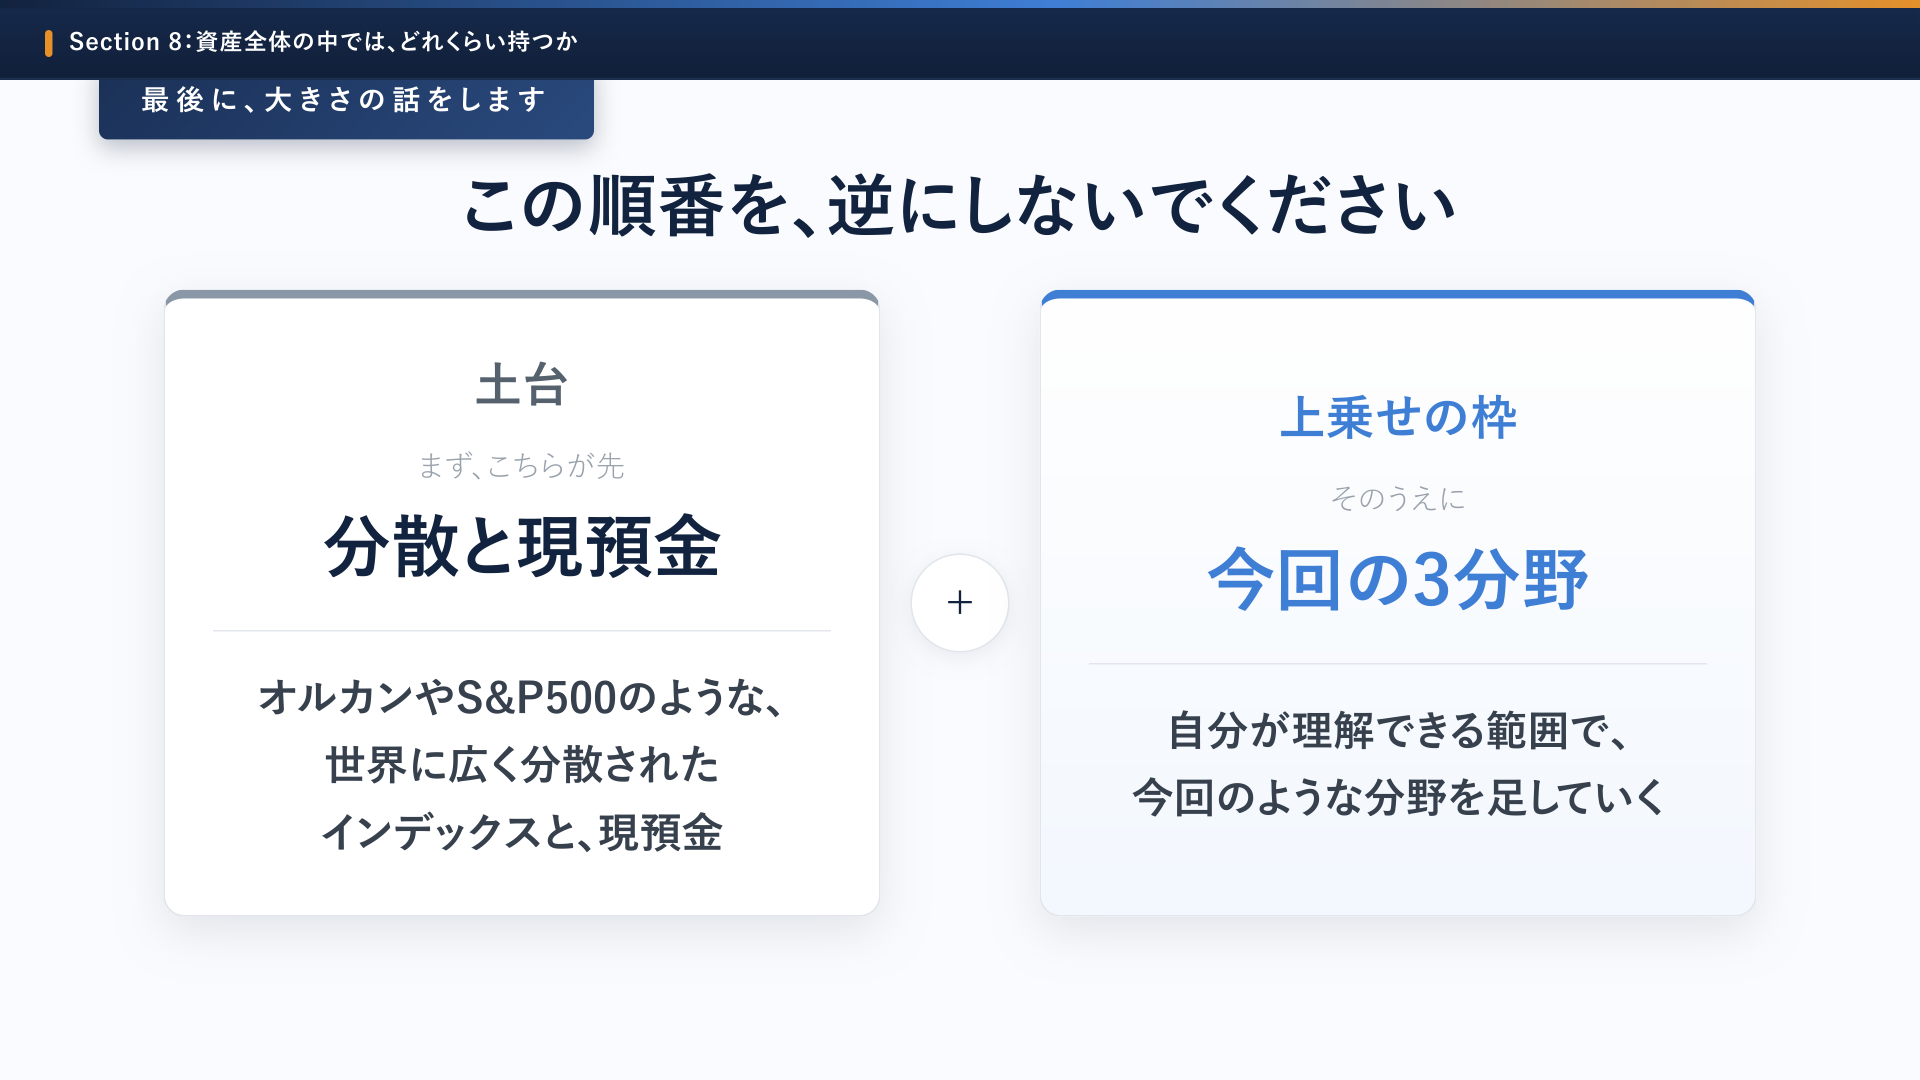 Section 8：資産全体の中では、どれくらい持つか
最後に、大きさの話をします
この順番を、逆にしないでください
土台
まず、こちらが先
分散と現預金
オルカンやS&P500のような、
世界に広く分散された
インデックスと、現預金
+
上乗せの枠
そのうえに
今回の3分野
自分が理解できる範囲で、
今回のような分野を足していく